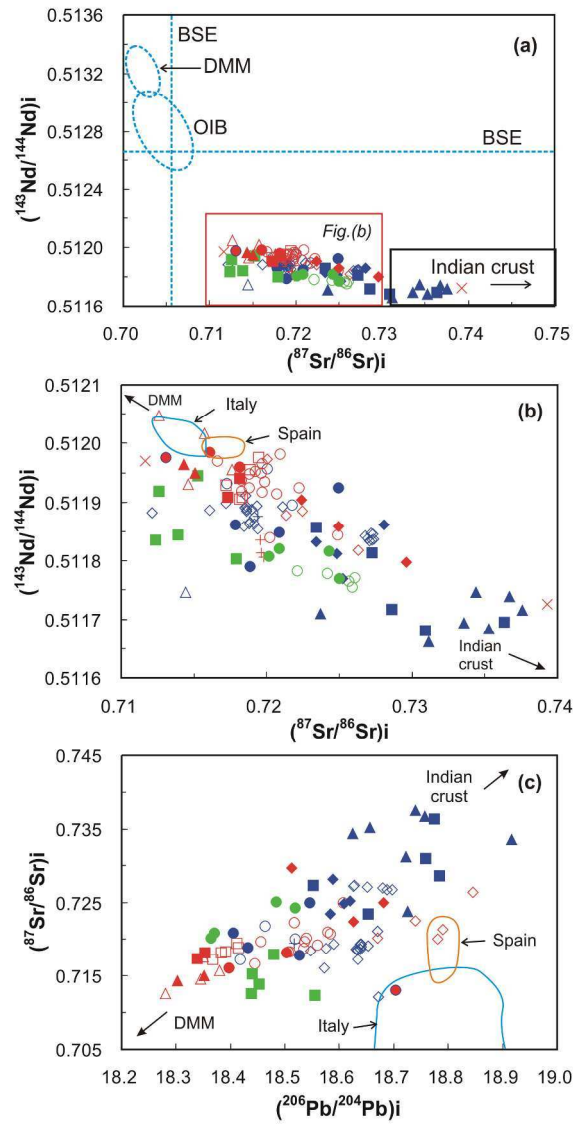 (a)
BSE
DMM
OIB
BSE
Fig.(b)
Indian crust
0.5136
0.5132
0.5128
0.5124
0.5120
0.5116
(¹⁴³Nd/¹⁴⁴Nd)i
0.70 0.71 0.72 0.73 0.74 0.75
(⁸⁷Sr/⁸⁶Sr)i
(b)
DMM
Italy
Spain
Indian
crust
0.5121
0.5120
0.5119
0.5118
0.5117
0.5116
(¹⁴³Nd/¹⁴⁴Nd)i
0.71 0.72 0.73 0.74
(⁸⁷Sr/⁸⁶Sr)i
(c)
Indian
crust
Spain
Italy
DMM
0.745
0.735
0.725
0.715
0.705
(⁸⁷Sr/⁸⁶Sr)i
18.2 18.3 18.4 18.5 18.6 18.7 18.8 18.9 19.0
(²⁰⁶Pb/²⁰⁴Pb)i